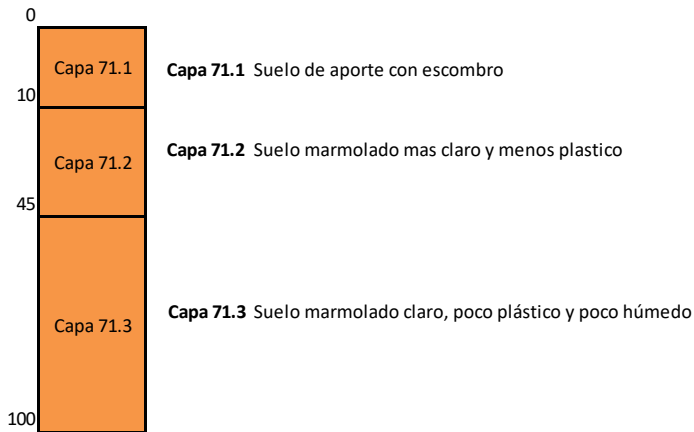 0
Capa 71.1
Capa 71.1 Suelo de aporte con escombro
10
Capa 71.2
Capa 71.2 Suelo marmolado mas claro y menos plastico
45
Capa 71.3
Capa 71.3 Suelo marmolado claro, poco plástico y poco húmedo
100